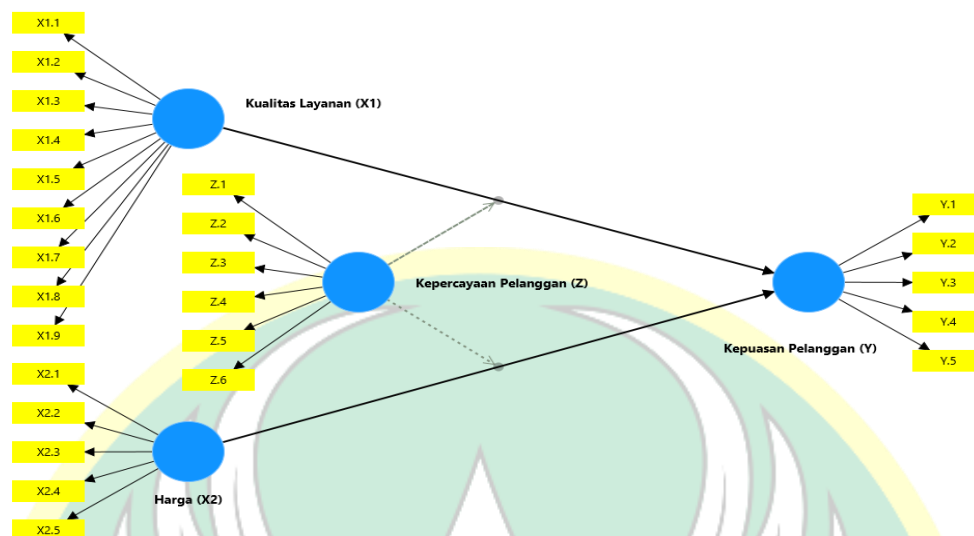 X1.1
X1.2
X1.3
X1.4
X1.5
X1.6
X1.7
X1.8
X1.9
Kualitas Layanan (X1)
Z.1
Z.2
Z.3
Z.4
Z.5
Z.6
Kepercayaan Pelanggan (Z)
X2.1
X2.2
X2.3
X2.4
X2.5
Harga (X2)
Y.1
Y.2
Y.3
Y.4
Y.5
Kepuasan Pelanggan (Y)